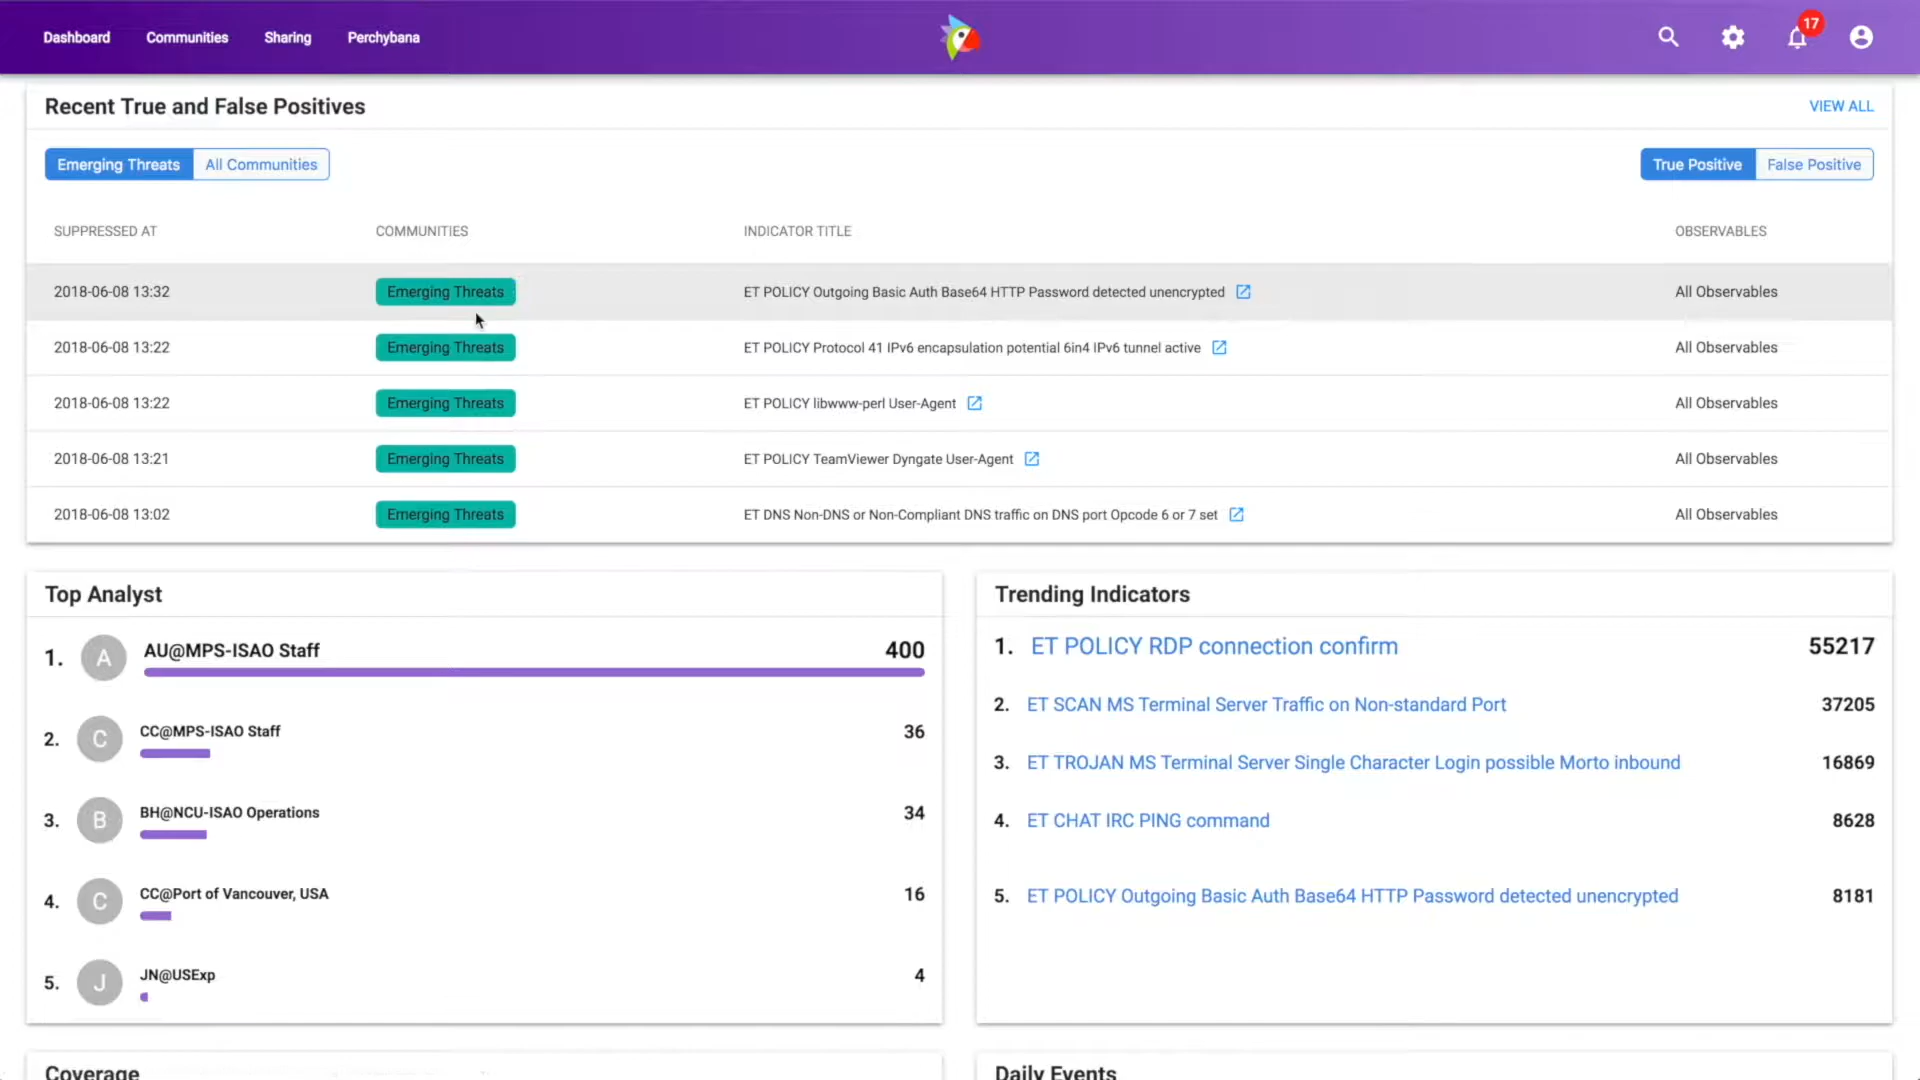 Dashboard Communities Sharing Perchybana 17
Recent True and False Positives VIEW ALL
Emerging Threats All Communities True Positive False Positive
SUPPRESSED AT COMMUNITIES INDICATOR TITLE OBSERVABLES
2018-06-08 13:32 Emerging Threats ET POLICY Outgoing Basic Auth Base64 HTTP Password detected unencrypted All Observables
2018-06-08 13:22 Emerging Threats ET POLICY Protocol 41 IPv6 encapsulation potential 6in4 IPv6 tunnel active All Observables
2018-06-08 13:22 Emerging Threats ET POLICY libwww-perl User-Agent All Observables
2018-06-08 13:21 Emerging Threats ET POLICY TeamViewer Dyngate User-Agent All Observables
2018-06-08 13:02 Emerging Threats ET DNS Non-DNS or Non-Compliant DNS traffic on DNS port Opcode 6 or 7 set All Observables
Top Analyst
1. A AU@MPS-ISAO Staff 400
2. C CC@MPS-ISAO Staff 36
3. B BH@NCU-ISAO Operations 34
4. C CC@Port of Vancouver, USA 16
5. J JN@USExp 4
Trending Indicators
1. ET POLICY RDP connection confirm 55217
2. ET SCAN MS Terminal Server Traffic on Non-standard Port 37205
3. ET TROJAN MS Terminal Server Single Character Login possible Morto inbound 16869
4. ET CHAT IRC PING command 8628
5. ET POLICY Outgoing Basic Auth Base64 HTTP Password detected unencrypted 8181
Coverage
Daily Events